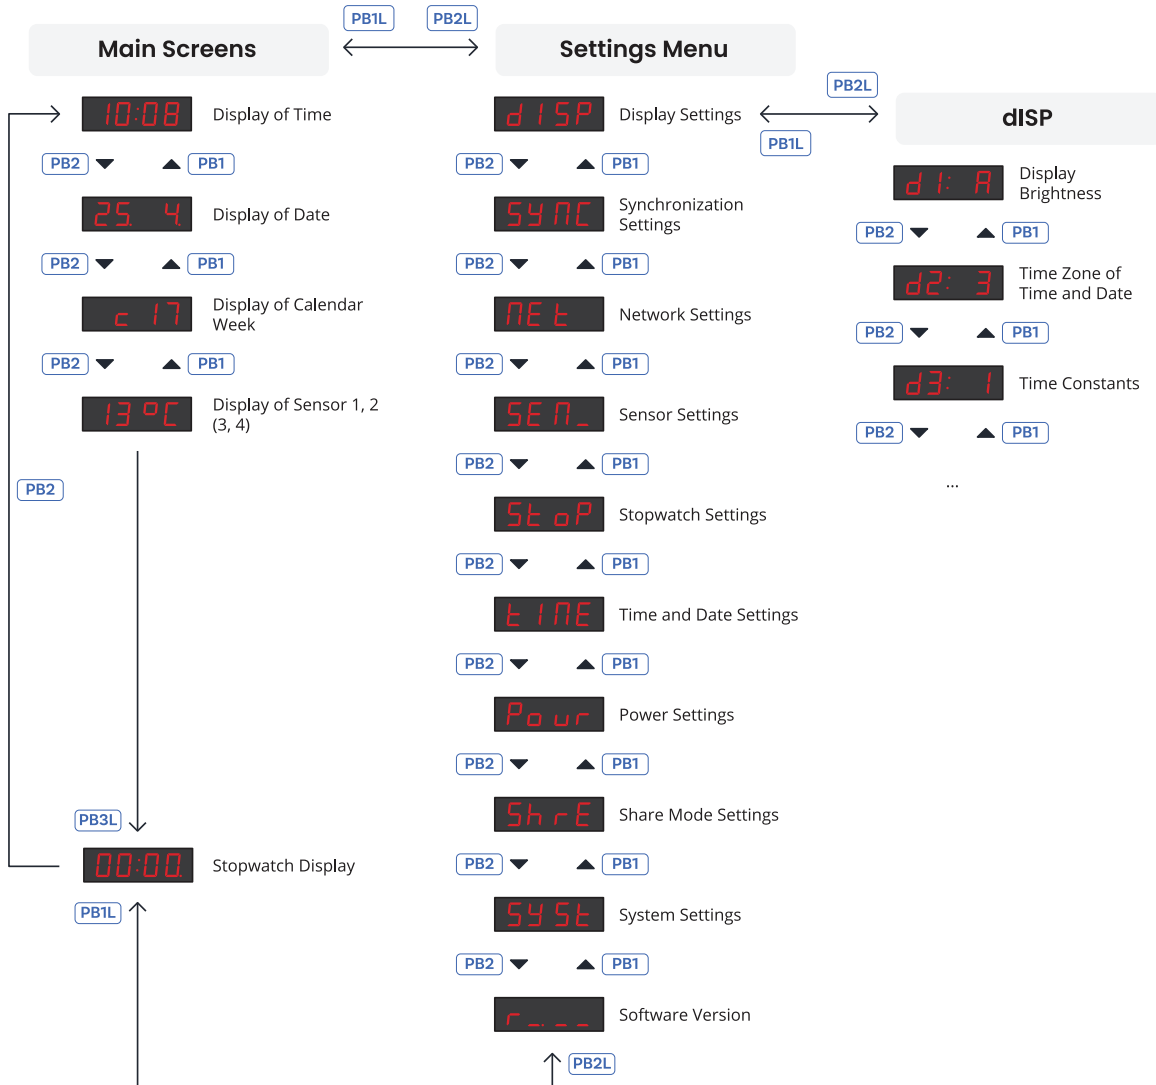 PB1L
PB2L
Main Screens
Settings Menu
PB2L
PB1L
dISP
10:08
Display of Time
PB2
PB1
25. 4.
Display of Date
PB2
PB1
c 17
Display of Calendar
Week
PB2
PB1
13 °C
Display of Sensor 1, 2
(3, 4)
PB2
PB3L
00:00.
Stopwatch Display
PB1L
dISP
Display Settings
PB2
PB1
SYNC
Synchronization
Settings
PB2
PB1
NEt
Network Settings
PB2
PB1
SEN_
Sensor Settings
PB2
PB1
StoP
Stopwatch Settings
PB2
PB1
tIME
Time and Date Settings
PB2
PB1
Pour
Power Settings
PB2
PB1
ShrE
Share Mode Settings
PB2
PB1
SYSt
System Settings
PB2
PB1
r _._ _
Software Version
PB2L
d1: A
Display
Brightness
PB2
PB1
d2: 3
Time Zone of
Time and Date
PB2
PB1
d3: 1
Time Constants
PB2
PB1
...